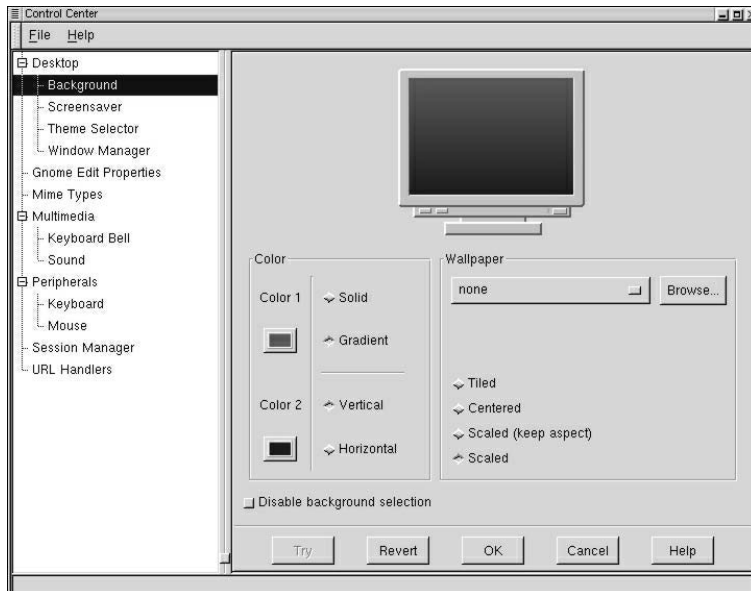 Control Center
File Help
Desktop
Background
Screensaver
Theme Selector
Window Manager
Gnome Edit Properties
Mime Types
Multimedia
Keyboard Bell
Sound
Peripherals
Keyboard
Mouse
Session Manager
URL Handlers
Color
Color 1
Solid
Gradient
Color 2
Vertical
Horizontal
Wallpaper
none
Browse...
Tiled
Centered
Scaled (keep aspect)
Scaled
Disable background selection
Try Revert OK Cancel Help